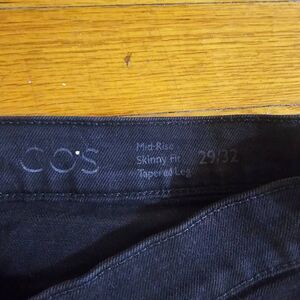 COS
Mid-Rise
Skinny Fit
Tapered Leg
29/32